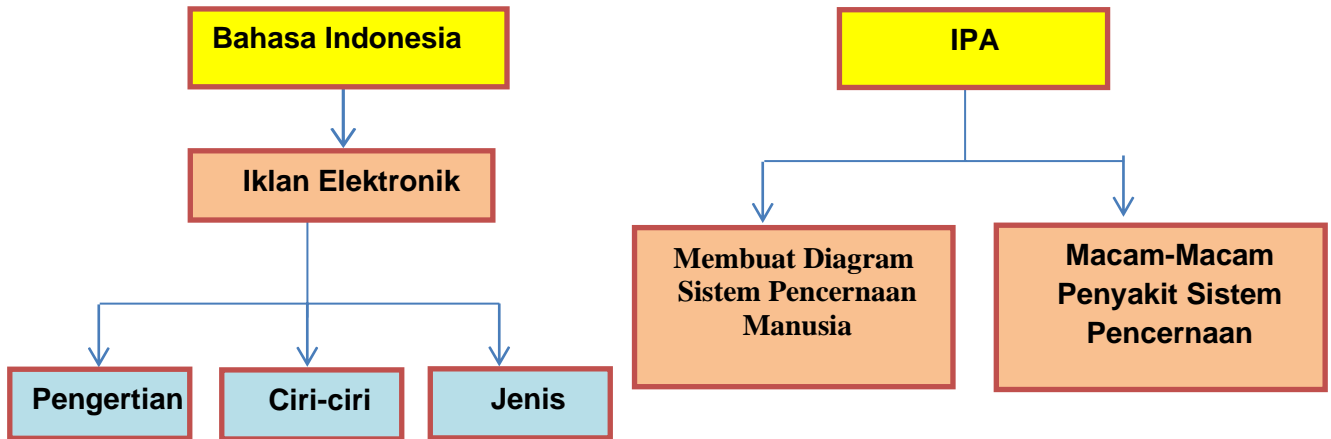 Bahasa Indonesia
Iklan Elektronik
Pengertian
Ciri-ciri
Jenis
IPA
Membuat Diagram
Sistem Pencernaan
Manusia
Macam-Macam
Penyakit Sistem
Pencernaan